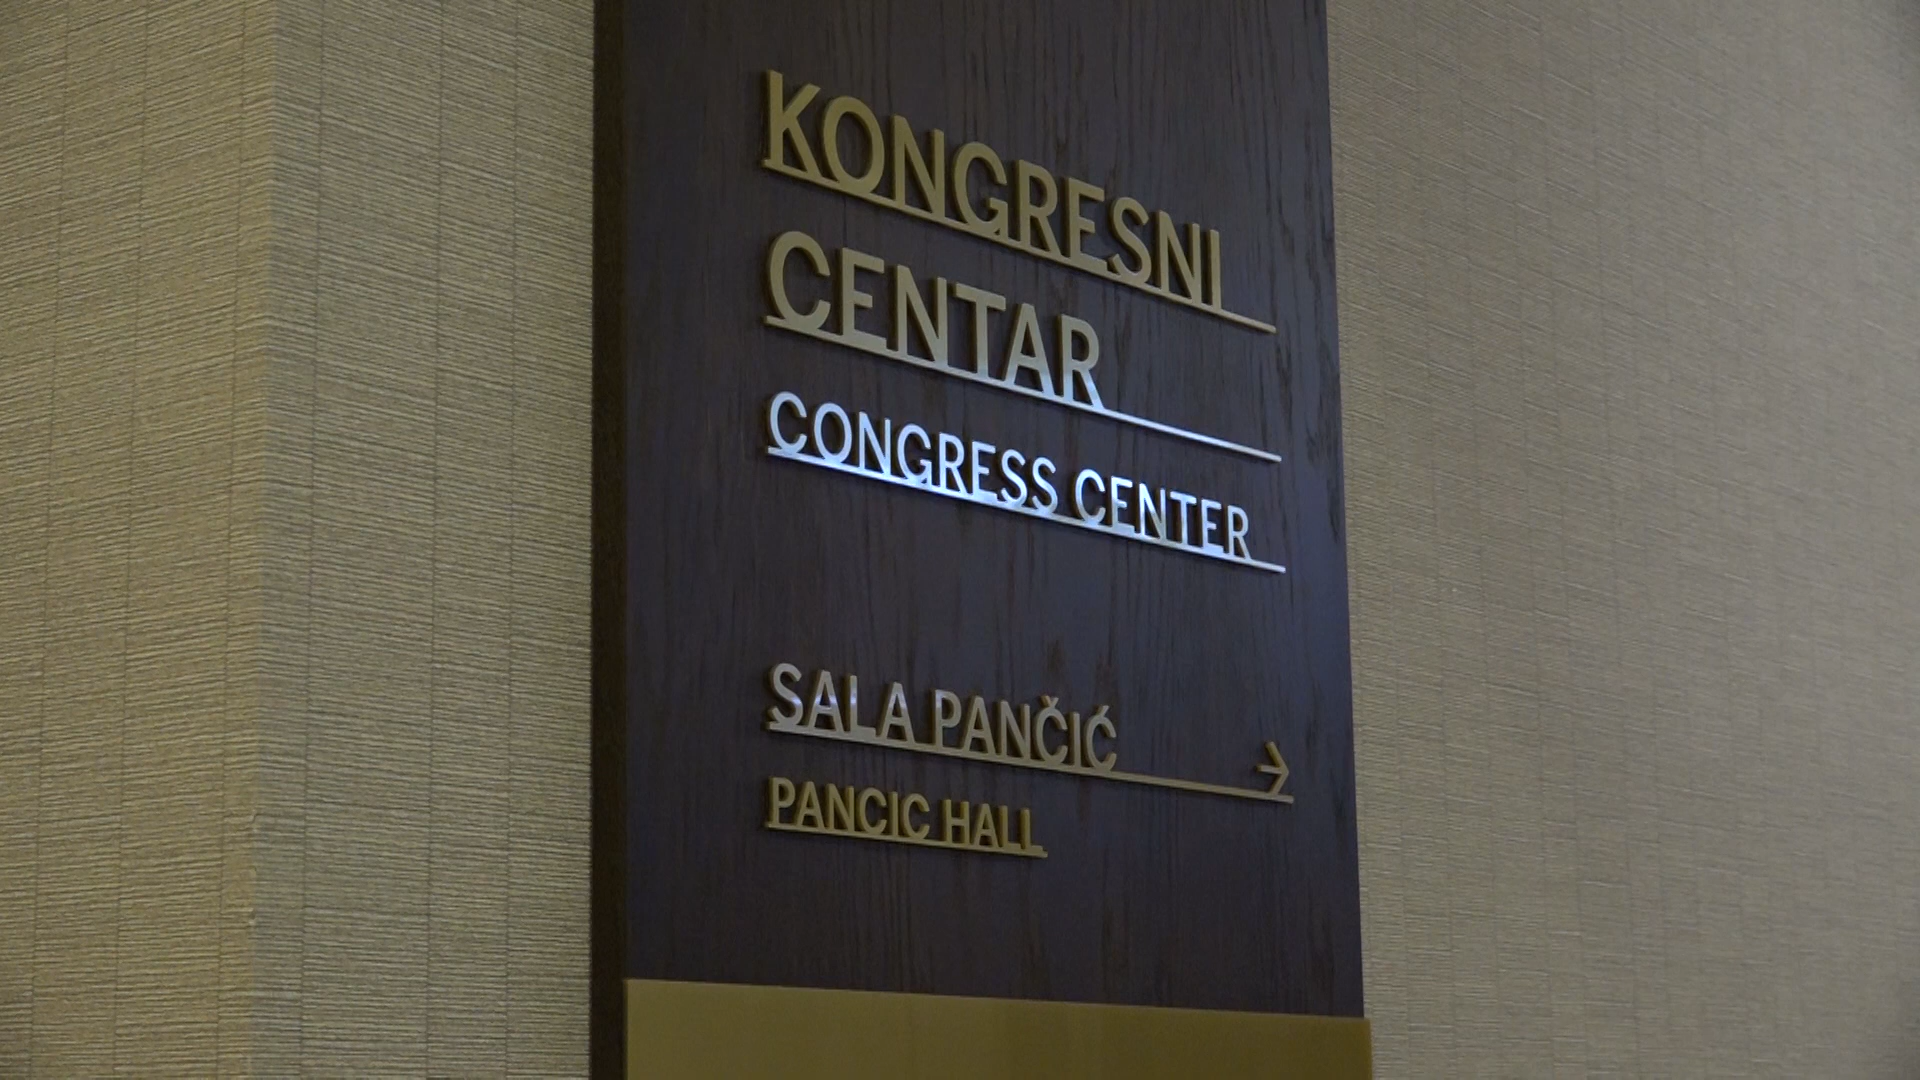 KONGRESNI
CENTAR
CONGRESS CENTER
SALA PANČIĆ →
PANCIC HALL